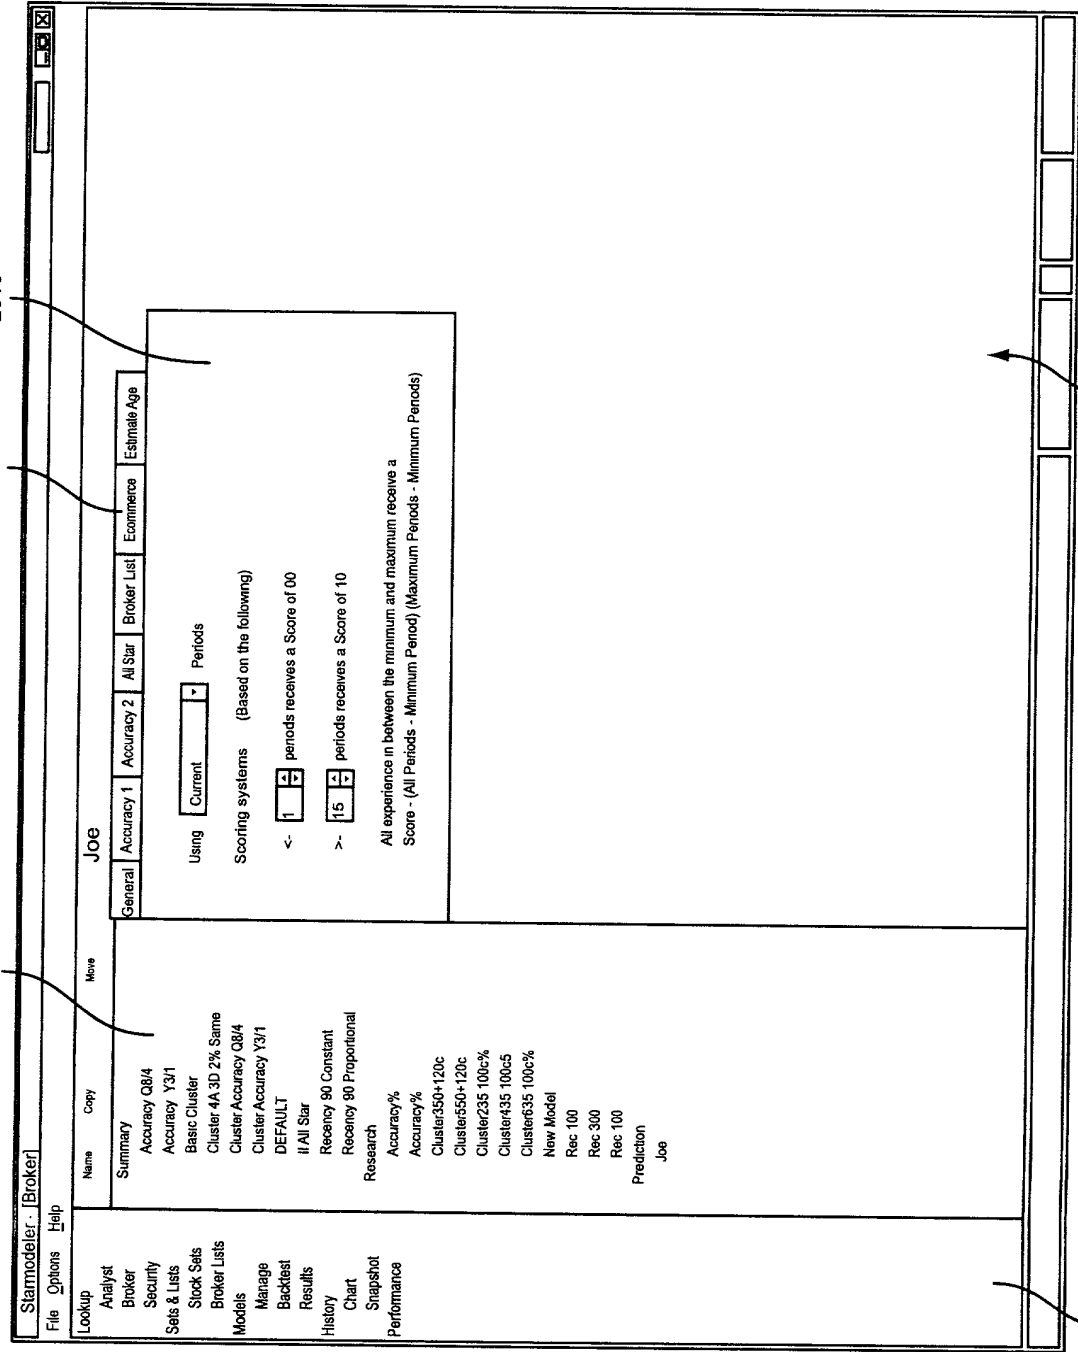 Starmodeler - [Broker]
File Options Help
Lookup
Analyst
Broker
Security
Sets & Lists
Stock Sets
Broker Lists
Models
Manage
Backtest
Results
History
Chart
Snapshot
Performance
Name Copy Move
Summary
Accuracy Q8/4
Accuracy Y3/1
Basic Cluster
Cluster 4A 3D 2% Same
Cluster Accuracy Q8/4
Cluster Accuracy Y3/1
DEFAULT
II All Star
Recency 90 Constant
Recency 90 Proportional
Research
Accuracy%
Accuracy%
Cluster350+120c
Cluster550+120c
Cluster235 100c%
Cluster435 100c5
Cluster635 100c%
New Model
Rec 100
Rec 300
Rec 100
Prediction
Joe
Joe
General Accuracy 1 Accuracy 2 All Star Broker List Ecommerce Estimate Age
Using Current Periods
Scoring systems (Based on the following)
<- 1 periods receives a Score of 00
>- 15 periods receives a Score of 10
All experience in between the minimum and maximum receive a
Score - (All Periods - Minimum Period) (Maximum Periods - Minimum Periods)